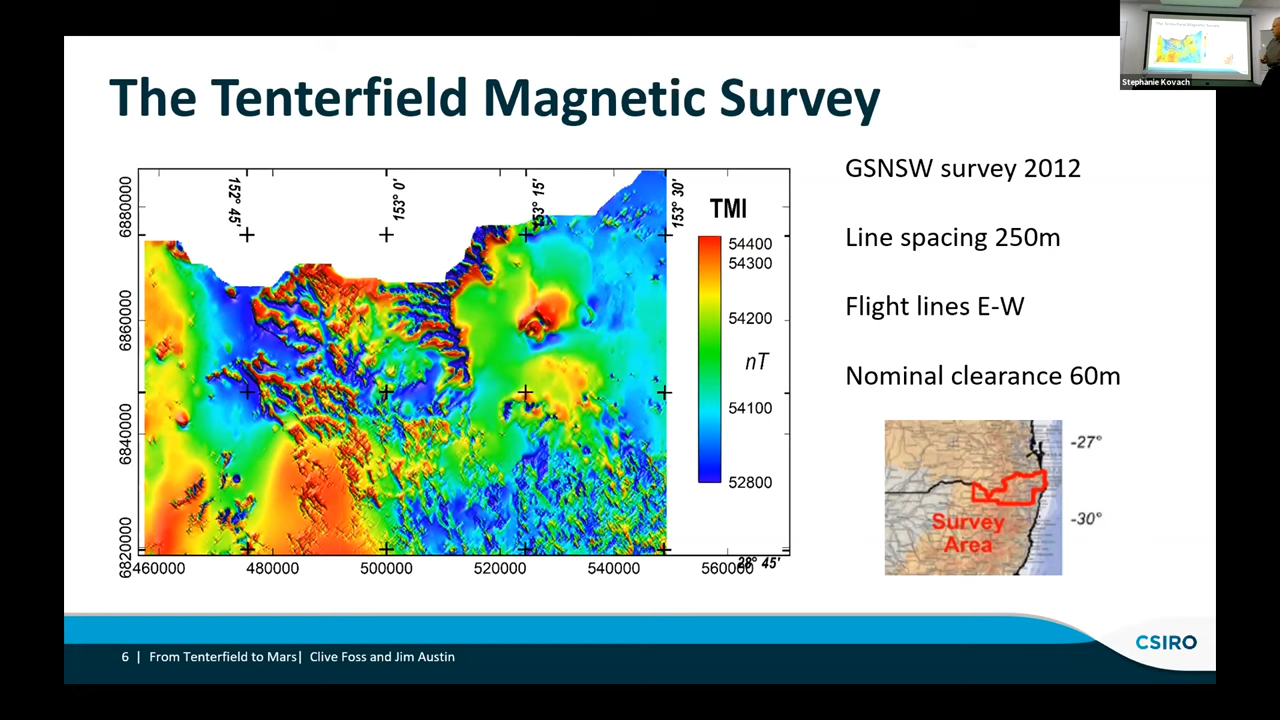 Stephanie Kovach
The Tenterfield Magnetic Survey
GSNSW survey 2012
Line spacing 250m
Flight lines E-W
Nominal clearance 60m
152° 45'
153° 0'
153° 15'
153° 30'
6880000
6860000
6840000
6820000
460000
480000
500000
520000
540000
560000
28° 45'
TMI
54400
54300
54200
nT
54100
52800
-27°
-30°
Survey
Area
6 | From Tenterfield to Mars| Clive Foss and Jim Austin
CSIRO